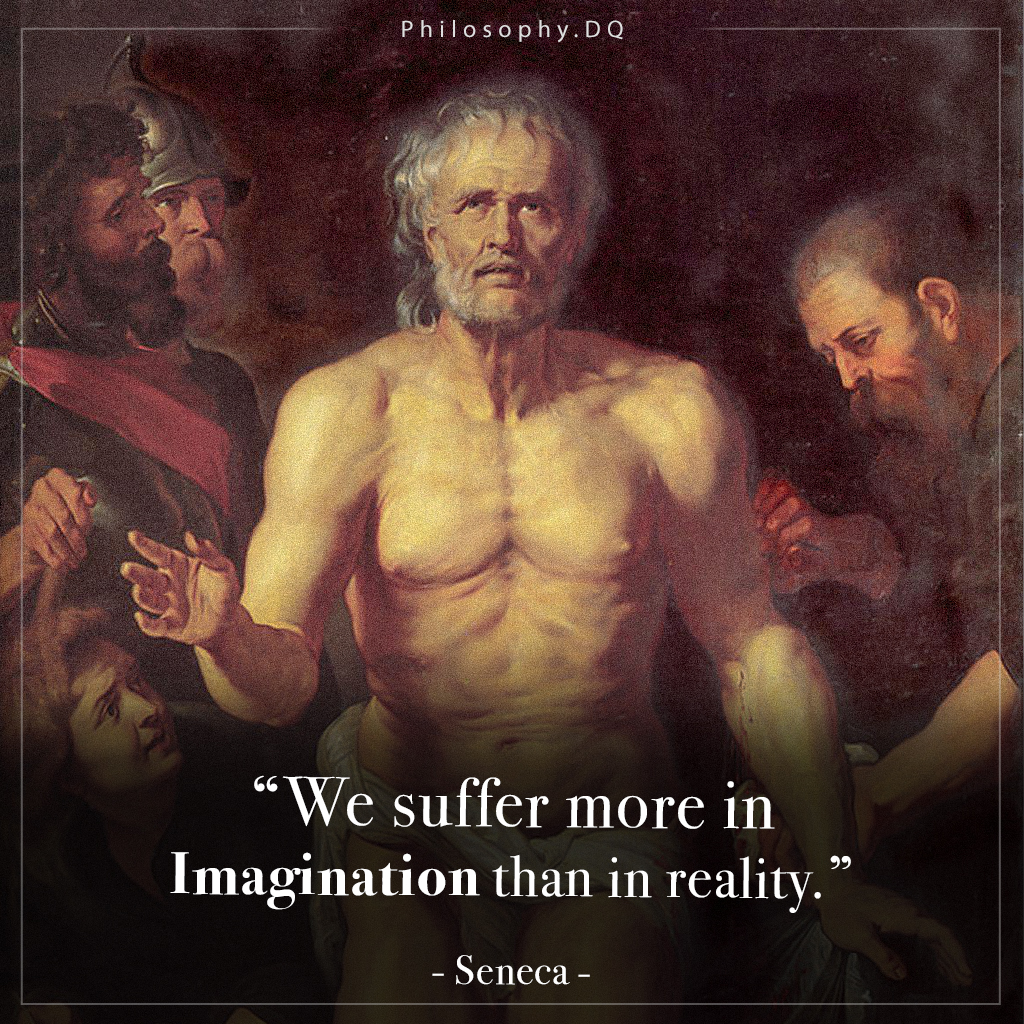 Philosophy.DQ
“We suffer more in
Imagination than in reality.”
- Seneca -